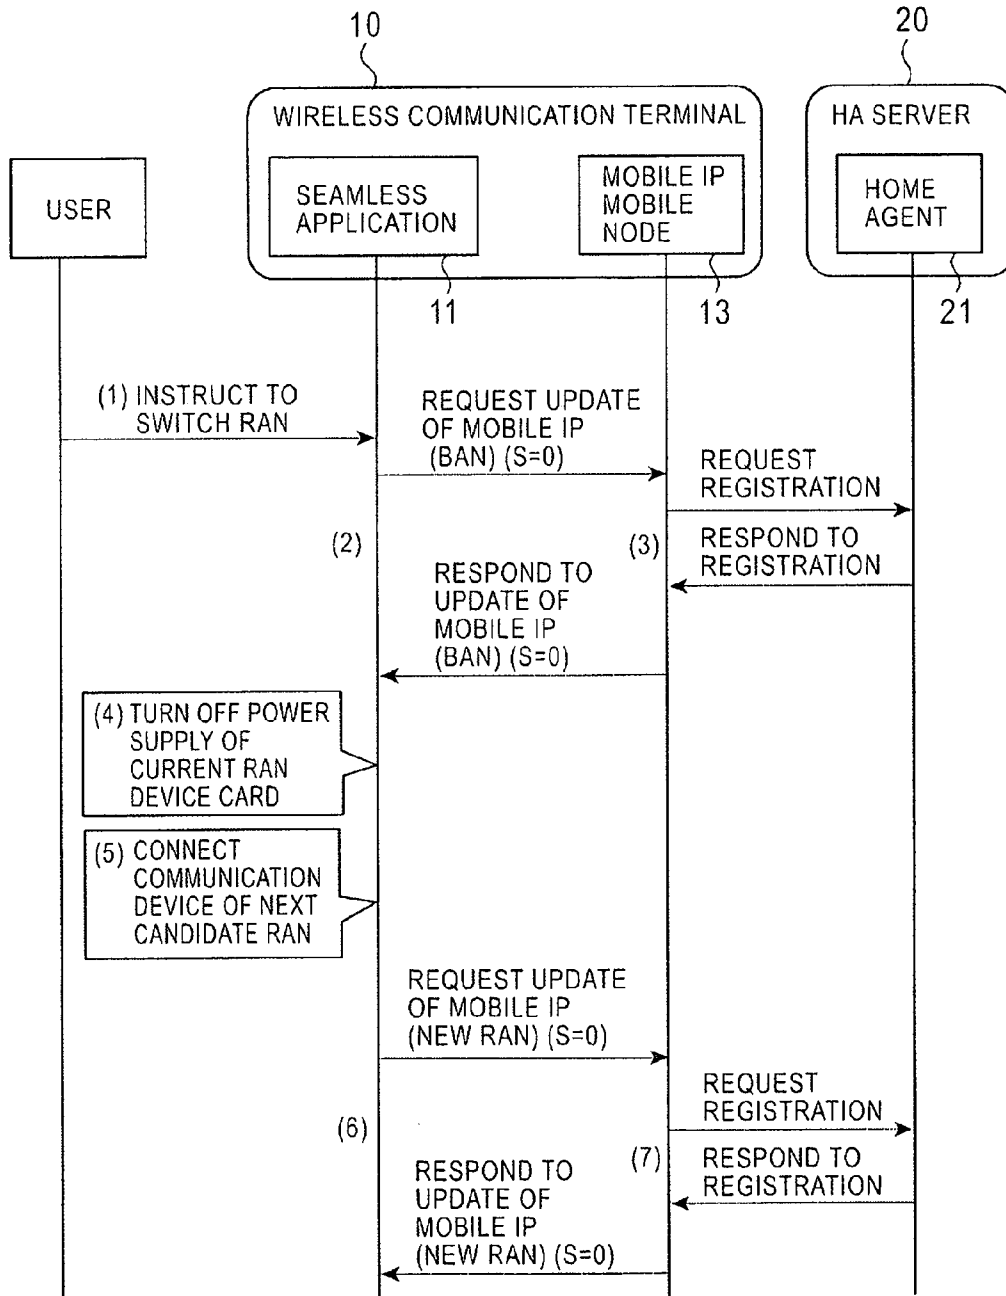 10
20
WIRELESS COMMUNICATION TERMINAL
HA SERVER
USER
SEAMLESS
APPLICATION
MOBILE IP
MOBILE
NODE
HOME
AGENT
11
13
21
(1) INSTRUCT TO
SWITCH RAN
REQUEST UPDATE
OF MOBILE IP
(BAN) (S=0)
REQUEST
REGISTRATION
(2)
(3)
RESPOND TO
REGISTRATION
RESPOND TO
UPDATE OF
MOBILE IP
(BAN) (S=0)
(4) TURN OFF POWER
SUPPLY OF
CURRENT RAN
DEVICE CARD
(5) CONNECT
COMMUNICATION
DEVICE OF NEXT
CANDIDATE RAN
REQUEST UPDATE
OF MOBILE IP
(NEW RAN) (S=0)
REQUEST
REGISTRATION
(6)
(7)
RESPOND TO
REGISTRATION
RESPOND TO
UPDATE OF
MOBILE IP
(NEW RAN) (S=0)